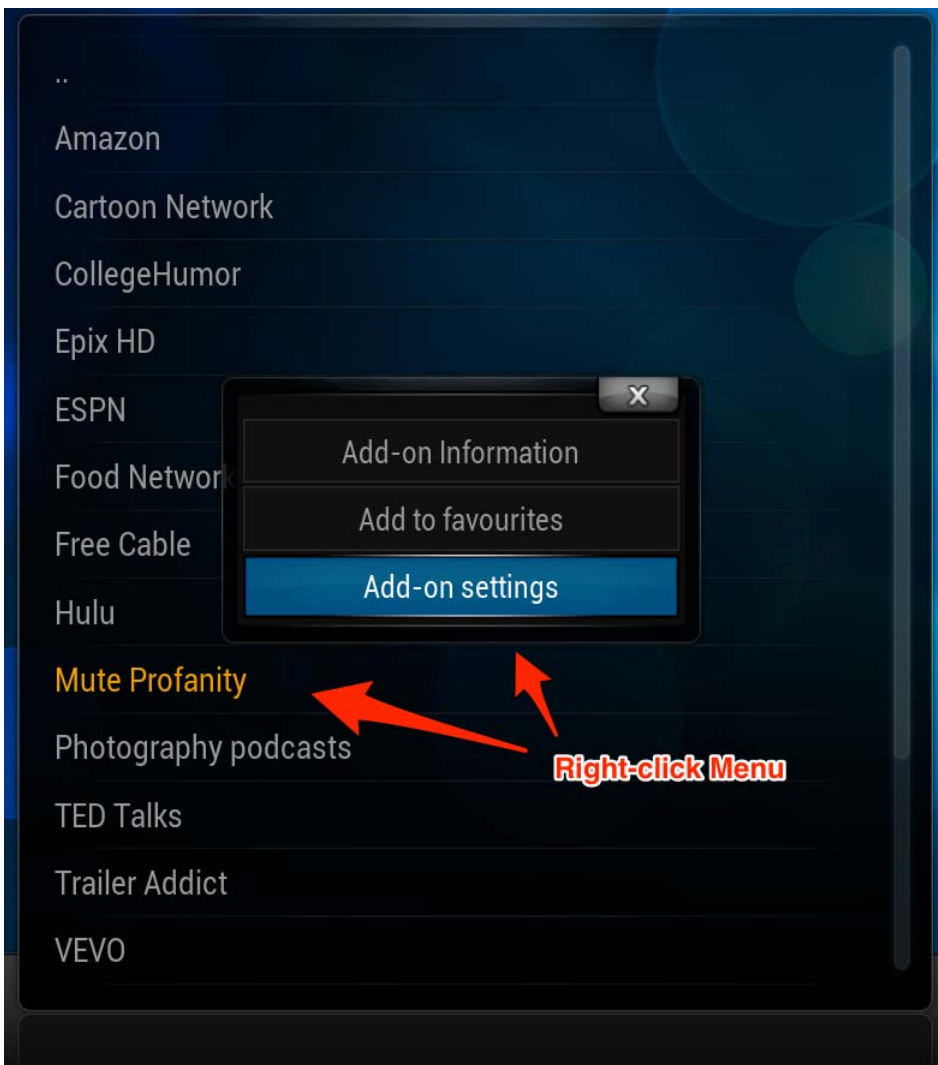 ..
Amazon
Cartoon Network
CollegeHumor
Epix HD
ESPN
X
Add-on Information
Food Network
Add to favourites
Free Cable
Add-on settings
Hulu
Mute Profanity
Photography podcasts
Right-click Menu
TED Talks
Trailer Addict
VEVO